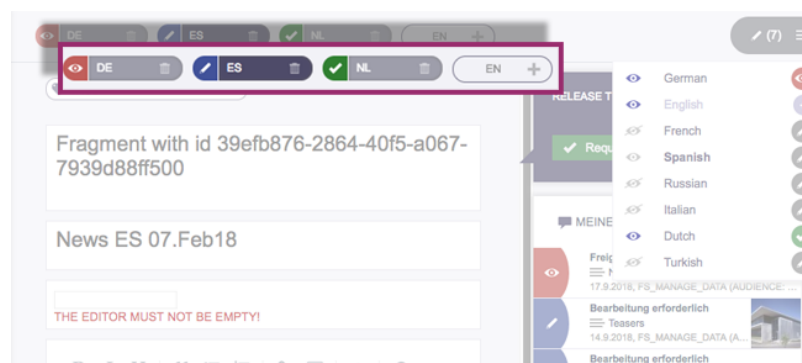 DE ES NL EN
(7)
DE ES NL EN
German
English
French
Spanish
Russian
Italian
Dutch
Turkish
RELEASE T
Requ
Fragment with id 39efb876-2864-40f5-a067-
7939d88ff500
News ES 07.Feb18
THE EDITOR MUST NOT BE EMPTY!
MEINE
Freig
17.9.2018, FS_MANAGE_DATA (AUDIENCE: ...
Bearbeitung erforderlich
Teasers
14.9.2018, FS_MANAGE_DATA (A...
Bearbeitung erforderlich